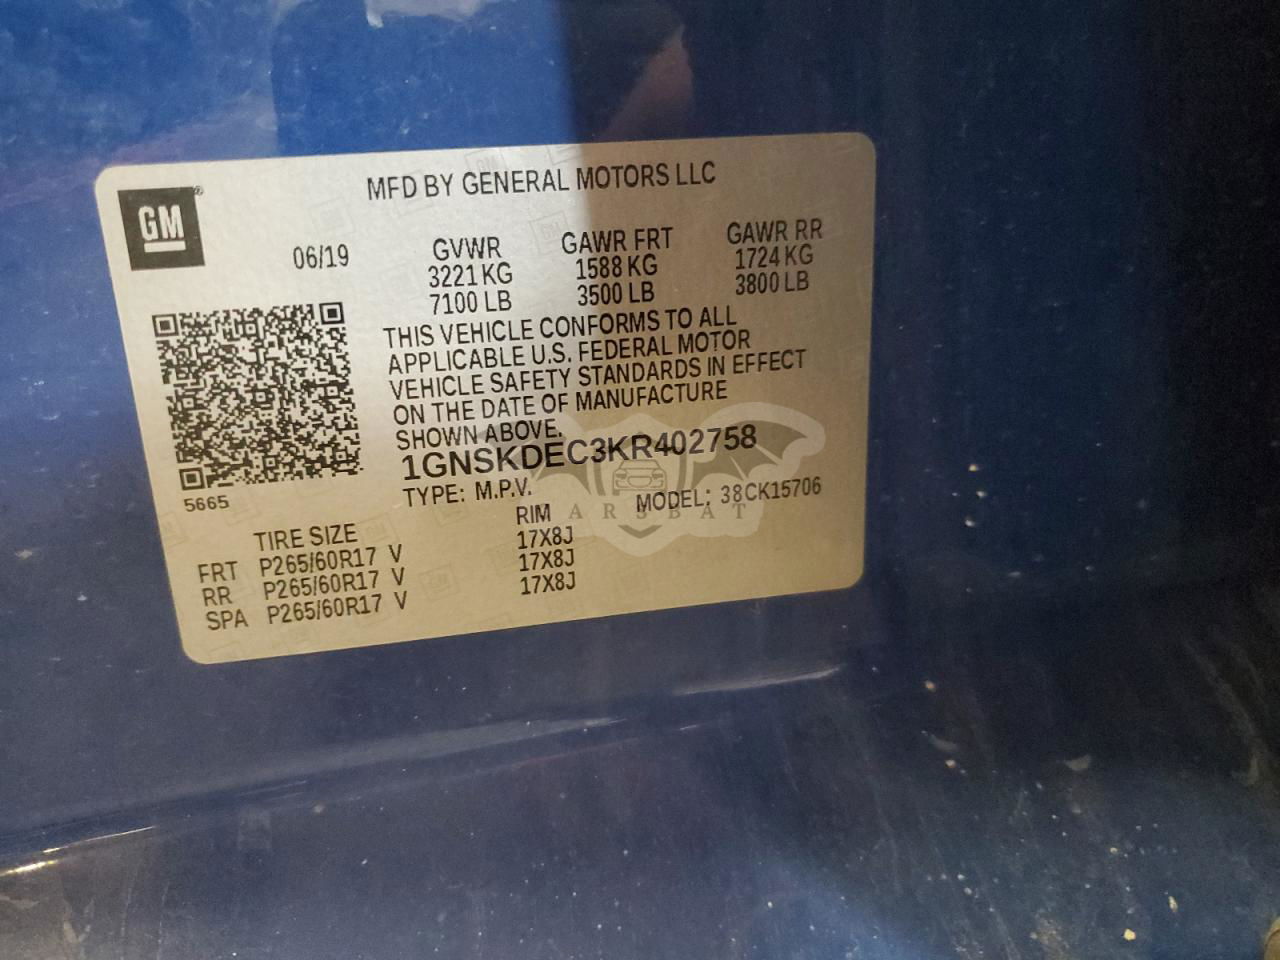 MFD BY GENERAL MOTORS LLC
GM®
06/19 GVWR GAWR FRT GAWR RR
3221 KG 1588 KG 1724 KG
7100 LB 3500 LB 3800 LB
THIS VEHICLE CONFORMS TO ALL
APPLICABLE U.S. FEDERAL MOTOR
VEHICLE SAFETY STANDARDS IN EFFECT
ON THE DATE OF MANUFACTURE
SHOWN ABOVE.
1GNSKDEC3KR402758
5665
TYPE: M.P.V. MODEL: 38CK15706
ARSBAT
TIRE SIZE RIM
FRT P265/60R17 V 17X8J
RR P265/60R17 V 17X8J
SPA P265/60R17 V 17X8J